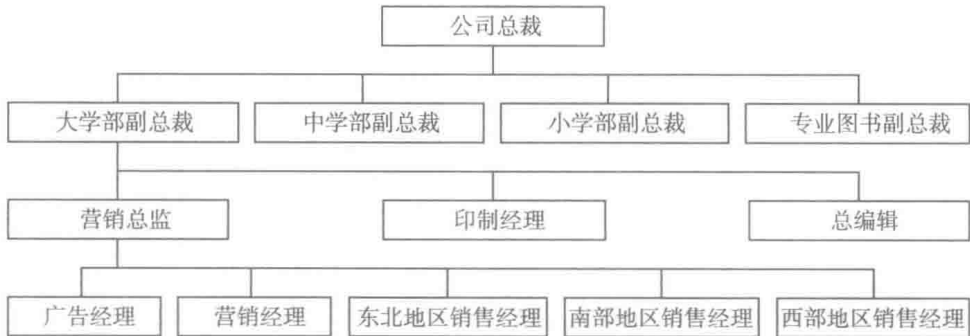 公司总裁
大学部副总裁
中学部副总裁
小学部副总裁
专业图书副总裁
营销总监
印制经理
总编辑
广告经理
营销经理
东北地区销售经理
南部地区销售经理
西部地区销售经理